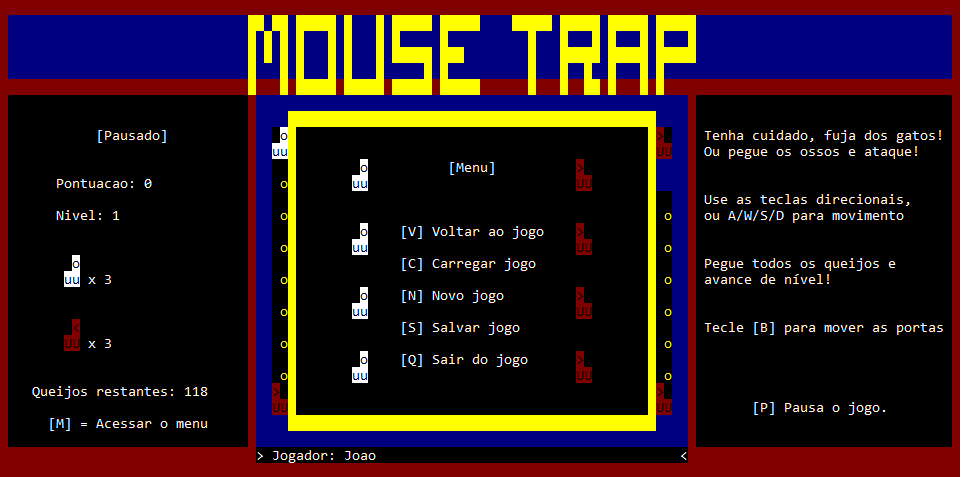 MOUSE TRAP
[Pausado]
Pontuacao: 0
Nivel: 1
o
uu x 3
<
uu x 3
Queijos restantes: 118
[M] = Acessar o menu
[Menu]
[V] Voltar ao jogo
[C] Carregar jogo
[N] Novo jogo
[S] Salvar jogo
[Q] Sair do jogo
> Jogador: Joao <
Tenha cuidado, fuja dos gatos!
Ou pegue os ossos e ataque!
Use as teclas direcionais,
ou A/W/S/D para movimento
Pegue todos os queijos e
avance de nível!
Tecle [B] para mover as portas
[P] Pausa o jogo.